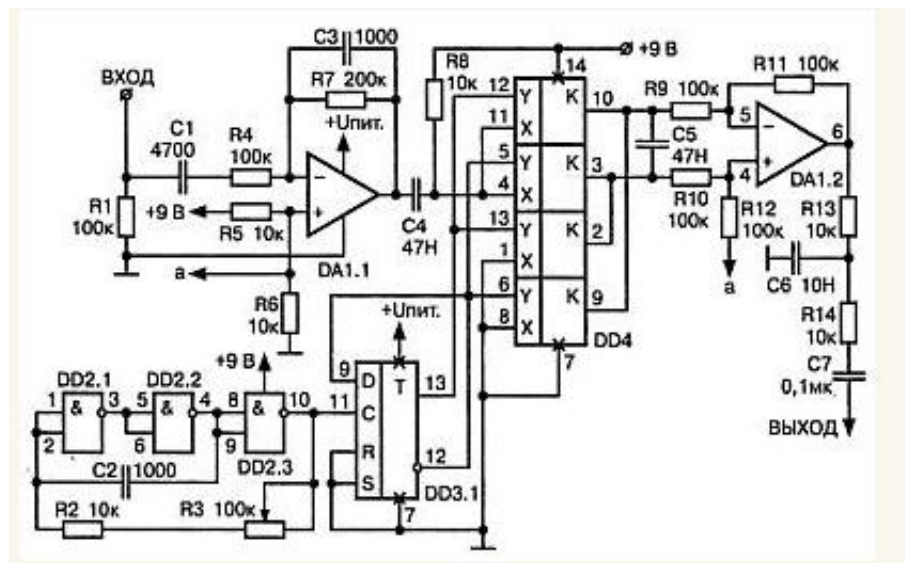 ВХОД
C1
4700
R4
100к
R1
100к
+9 В
R5 10к
а
R6
10к
C3 1000
R7 200к
+Uпит.
−
+
DA1.1
C4
47Н
R8
10к
14
+9 В
12 Y K 10
11 X
5 Y K 3
4 X
13 Y K 2
1 X
6 Y K 9
8 X
7
DD4
R9 100к
C5
47Н
R10
100к
R11 100к
5 −
4 +
6
DA1.2
R12
100к
а
R13
10к
C6 10Н
R14
10к
C7
0,1мк
ВЫХОД
+Uпит.
9 D T 13
11 C
R
S 12
7
DD3.1
+9 В
DD2.1
1 & 3
2
DD2.2
5 & 4
6
8 & 10
9
DD2.3
C2 1000
R2 10к
R3 100к